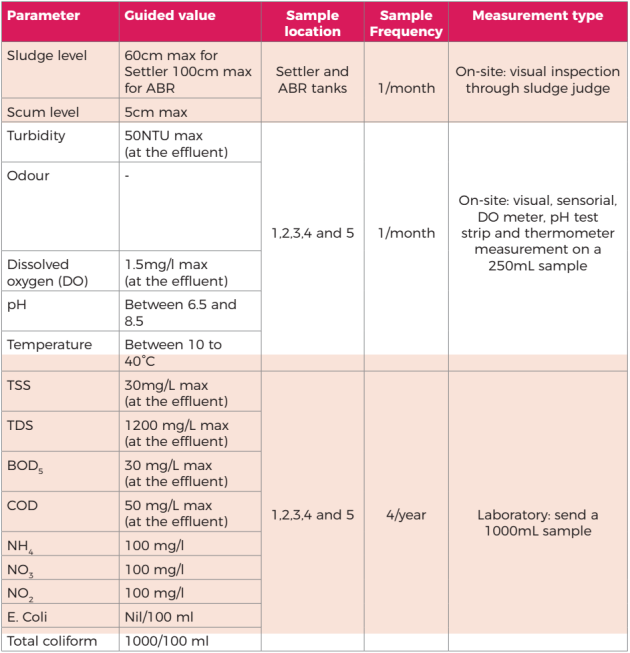 Parameter
Guided value
Sample
location
Sample
Frequency
Measurement type
Sludge level
60cm max for
Settler 100cm max
for ABR
Settler and
ABR tanks
1/month
On-site: visual inspection
through sludge judge
Scum level
5cm max
Turbidity
50NTU max
(at the effluent)
Odour
-
1,2,3,4 and 5
1/month
On-site: visual, sensorial,
DO meter, pH test
strip and thermometer
measurement on a
250mL sample
Dissolved
oxygen (DO)
1.5mg/l max
(at the effluent)
pH
Between 6.5 and
8.5
Temperature
Between 10 to
40°C
TSS
30mg/L max
(at the effluent)
TDS
1200 mg/L max
(at the effluent)
BOD₅
30 mg/L max
(at the effluent)
COD
50 mg/L max
(at the effluent)
1,2,3,4 and 5
4/year
Laboratory: send a
1000mL sample
NH₄
100 mg/l
NO₃
100 mg/l
NO₂
100 mg/l
E. Coli
Nil/100 ml
Total coliform
1000/100 ml